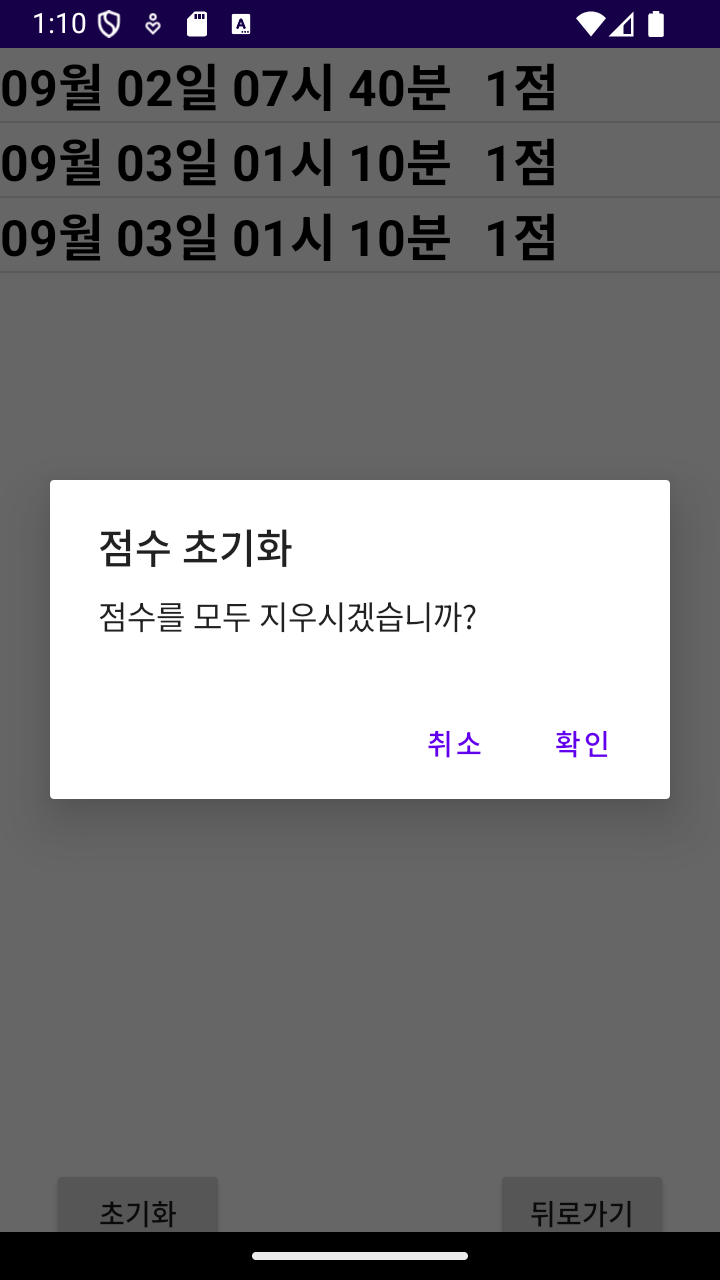 1:10
09월 02일 07시 40분 1점
09월 03일 01시 10분 1점
09월 03일 01시 10분 1점
점수 초기화
점수를 모두 지우시겠습니까?
취소 확인
초기화 뒤로가기